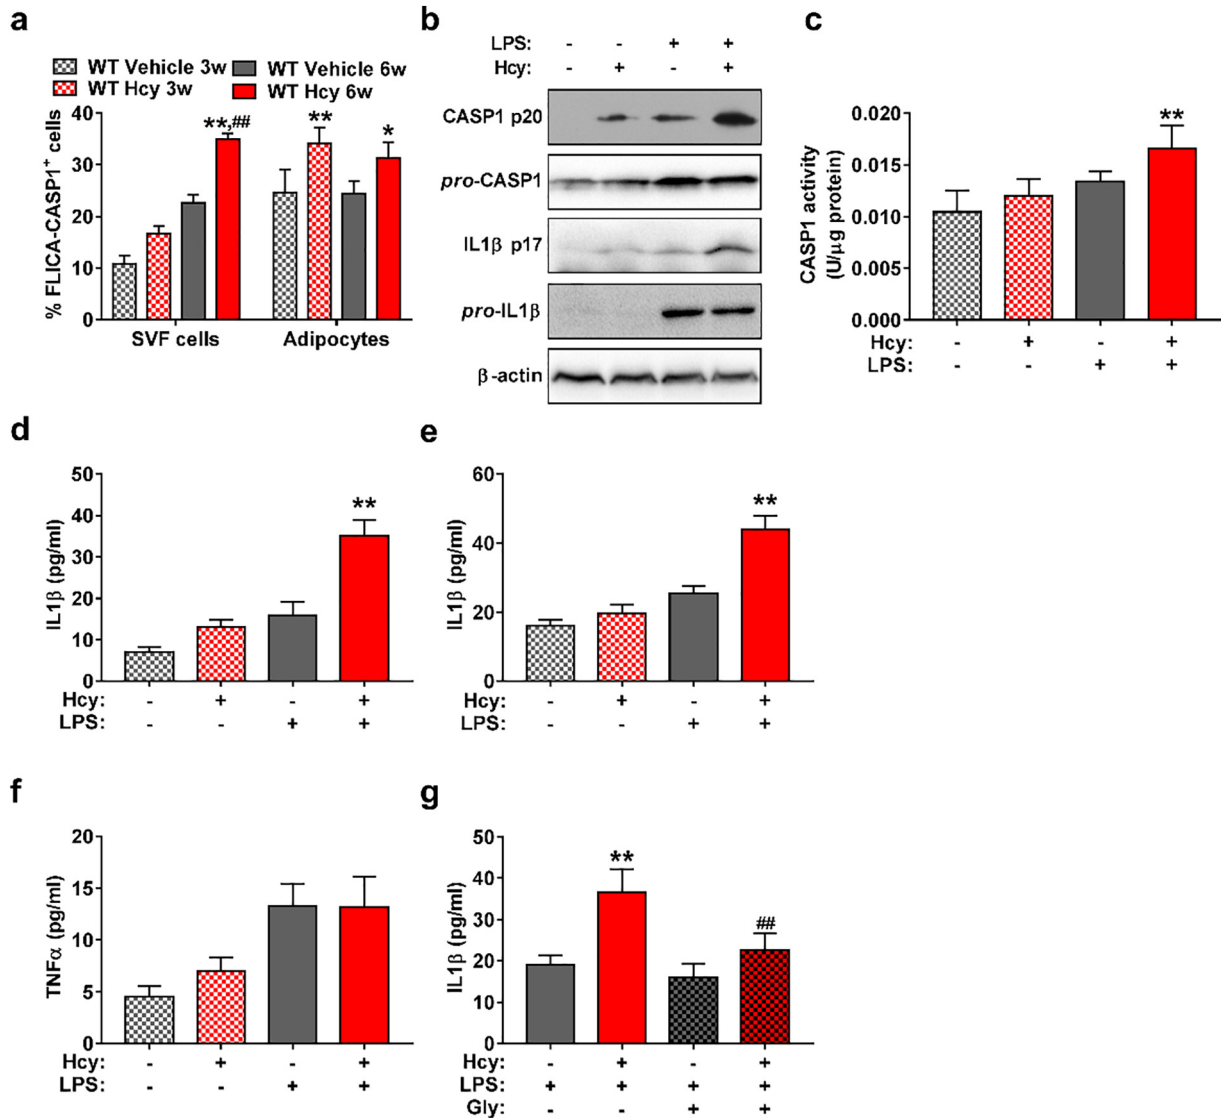 a
WT Vehicle 3w WT Vehicle 6w
WT Hcy 3w WT Hcy 6w
% FLICA-CASP1+ cells
40
30
20
10
0
**,##
**
*
SVF cells Adipocytes
b
LPS: - - + +
Hcy: - + - +
CASP1 p20
pro-CASP1
IL1β p17
pro-IL1β
β-actin
c
CASP1 activity
(U/µg protein)
0.020
0.015
0.010
0.005
0.000
**
Hcy: - + - +
LPS: - - + +
d
IL1β (pg/ml)
50
40
30
20
10
0
**
Hcy: - + - +
LPS: - - + +
e
IL1β (pg/ml)
60
40
20
0
**
Hcy: - + - +
LPS: - - + +
f
TNFα (pg/ml)
20
15
10
5
0
Hcy: - + - +
LPS: - - + +
g
IL1β (pg/ml)
50
40
30
20
10
0
**
##
Hcy: - + - +
LPS: + + + +
Gly: - - + +